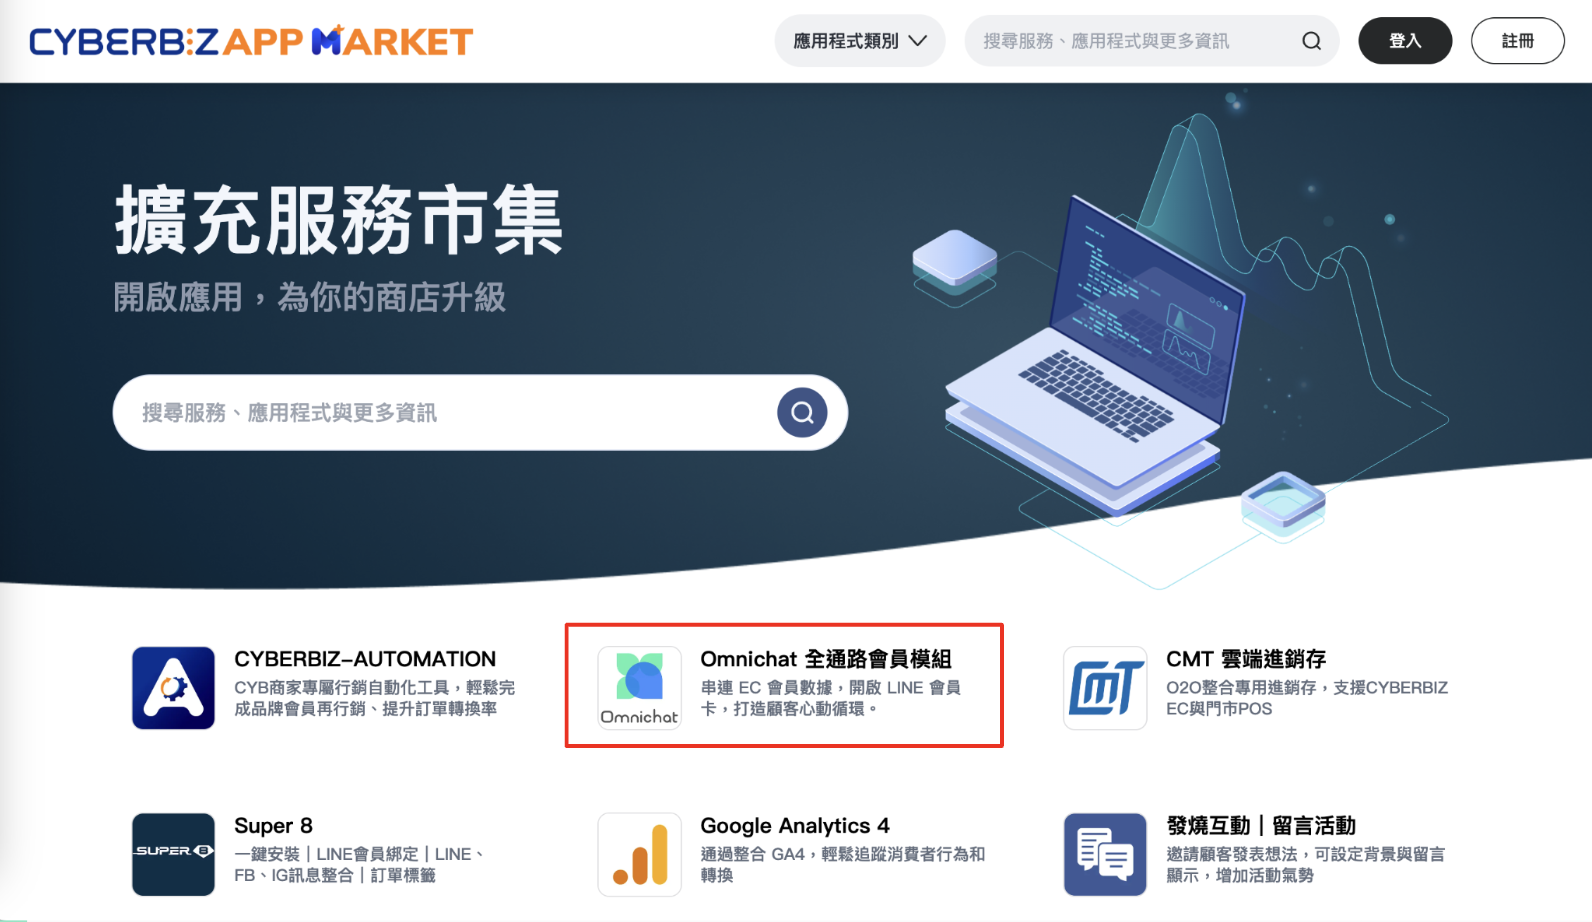 CYBERBIZ APP MARKET
應用程式類別
搜尋服務、應用程式與更多資訊
登入
註冊
擴充服務市集
開啟應用，為你的商店升級
搜尋服務、應用程式與更多資訊
CYBERBIZ-AUTOMATION
CYB商家專屬行銷自動化工具，輕鬆完
成品牌會員再行銷、提升訂單轉換率
Omnichat
Omnichat 全通路會員模組
串連 EC 會員數據，開啟 LINE 會員
卡，打造顧客心動循環。
CMT
CMT 雲端進銷存
O2O整合專用進銷存，支援CYBERBIZ
EC與門市POS
SUPER 8
Super 8
一鍵安裝｜LINE會員綁定｜LINE、
FB、IG訊息整合｜訂單標籤
Google Analytics 4
通過整合 GA4，輕鬆追蹤消費者行為和
轉換
發燒互動｜留言活動
邀請顧客發表想法，可設定背景與留言
顯示，增加活動氣勢